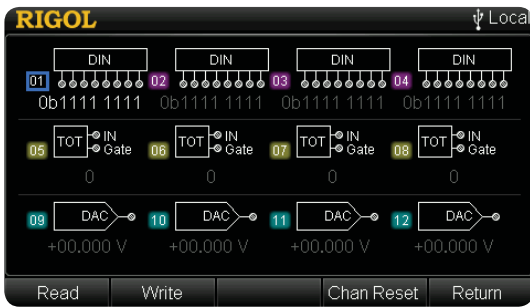 RIGOL Local
DIN DIN DIN DIN
01 02 03 04
0b1111 1111 0b1111 1111 0b1111 1111 0b1111 1111
IN IN IN IN
05 TOT 06 TOT 07 TOT 08 TOT
Gate Gate Gate Gate
0 0 0 0
09 DAC 10 DAC 11 DAC 12 DAC
+00.000 V +00.000 V +00.000 V +00.000 V
Read Write Chan Reset Return